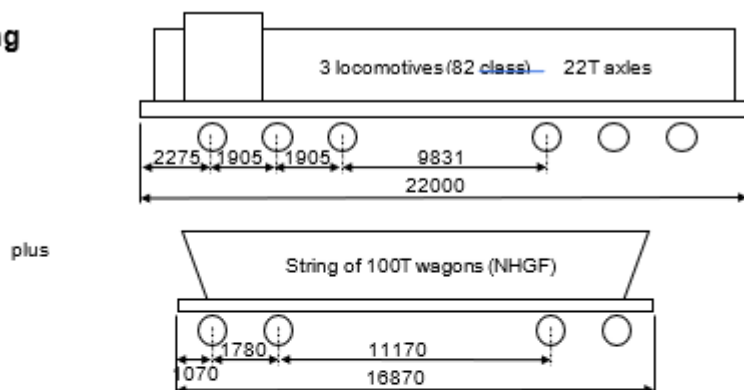 ng
3 locomotives (82 class) 22T axles
2275 1905 1905 9831
22000
plus
String of 100T wagons (NHGF)
1780 11170
1070 16870